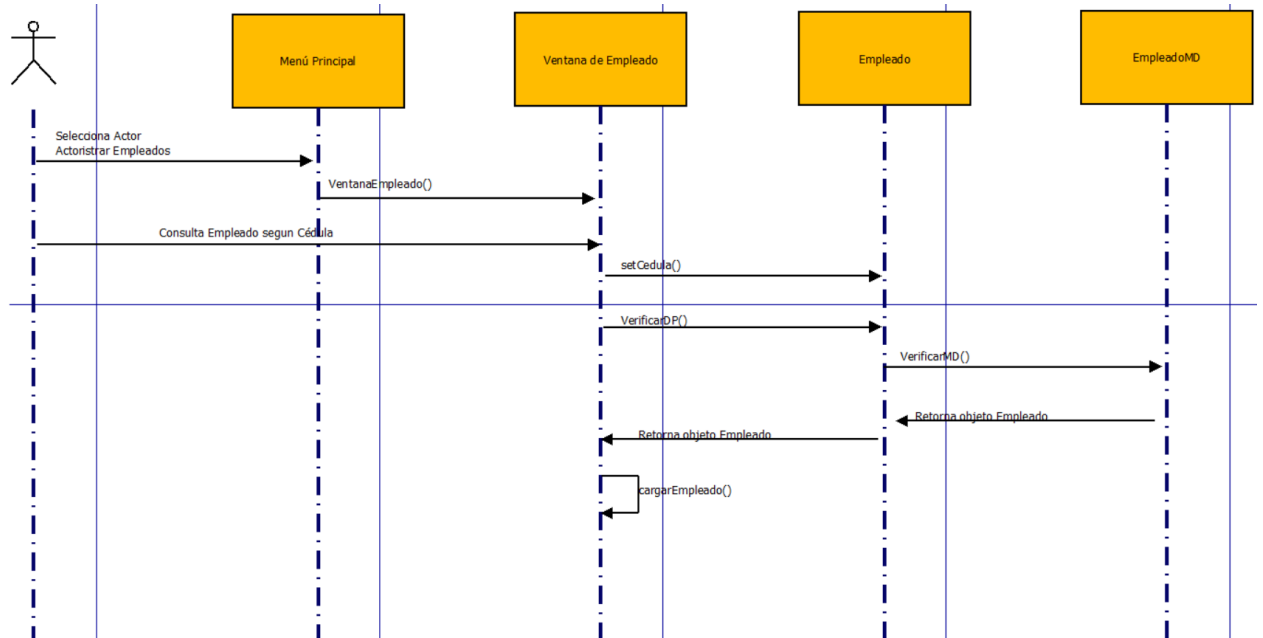 Menú Principal
Ventana de Empleado
Empleado
EmpleadoMD
Selecciona Actor
Actoristrar Empleados
VentanaEmpleado()
Consulta Empleado segun Cédula
setCedula()
VerificarDP()
VerificarMD()
Retorna objeto Empleado
Retorna objeto Empleado
cargarEmpleado()